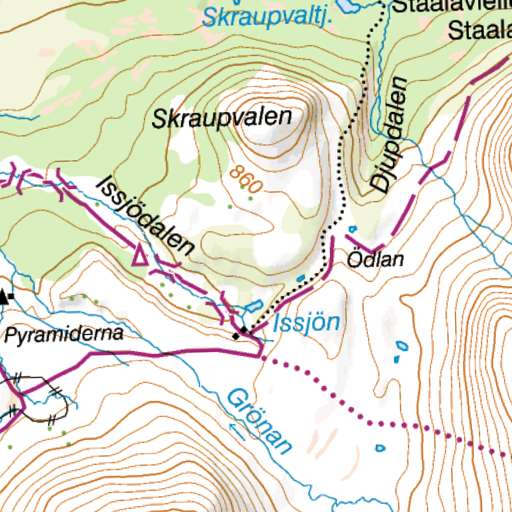 Skraupvaltj.
Staala
Skraupvalen
Djupdalen
860
Issjödalen
Ödlan
Issjön
Pyramiderna
Grönan